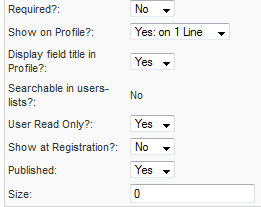 Required?: No
Show on Profile?: Yes: on 1 Line
Display field title in
Profile?: Yes
Searchable in users-
lists?: No
User Read Only?: Yes
Show at Registration?: No
Published: Yes
Size: 0